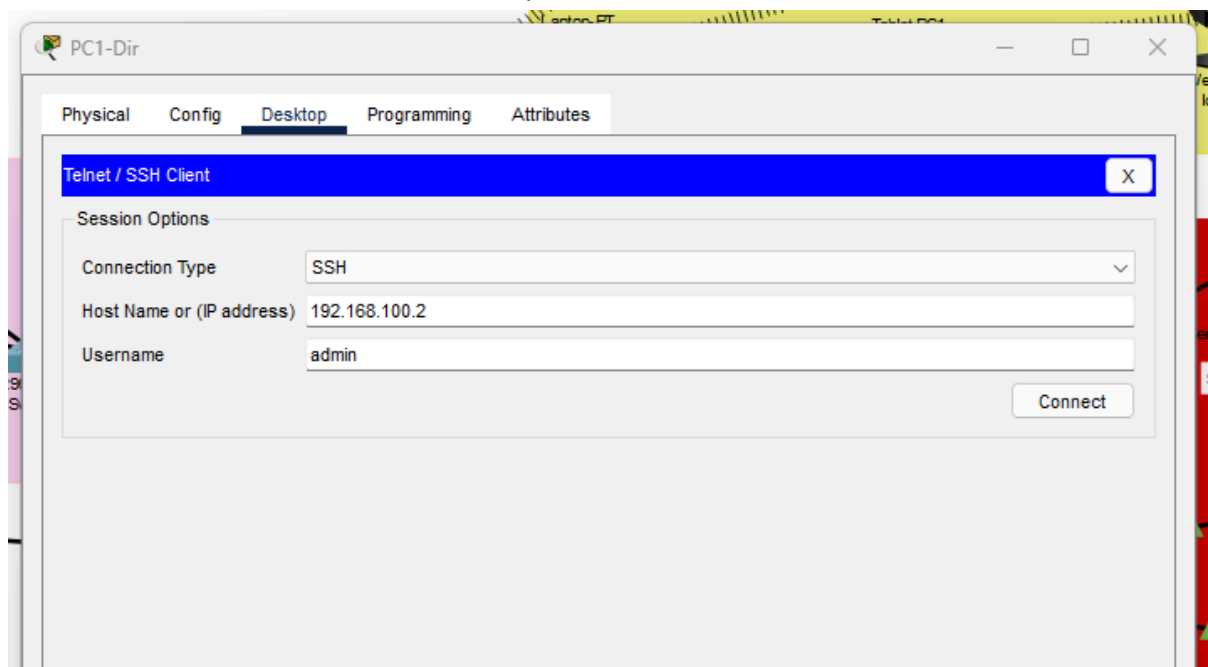 PC1-Dir
Physical Config Desktop Programming Attributes
Telnet / SSH Client
X
Session Options
Connection Type SSH
Host Name or (IP address) 192.168.100.2
Username admin
Connect